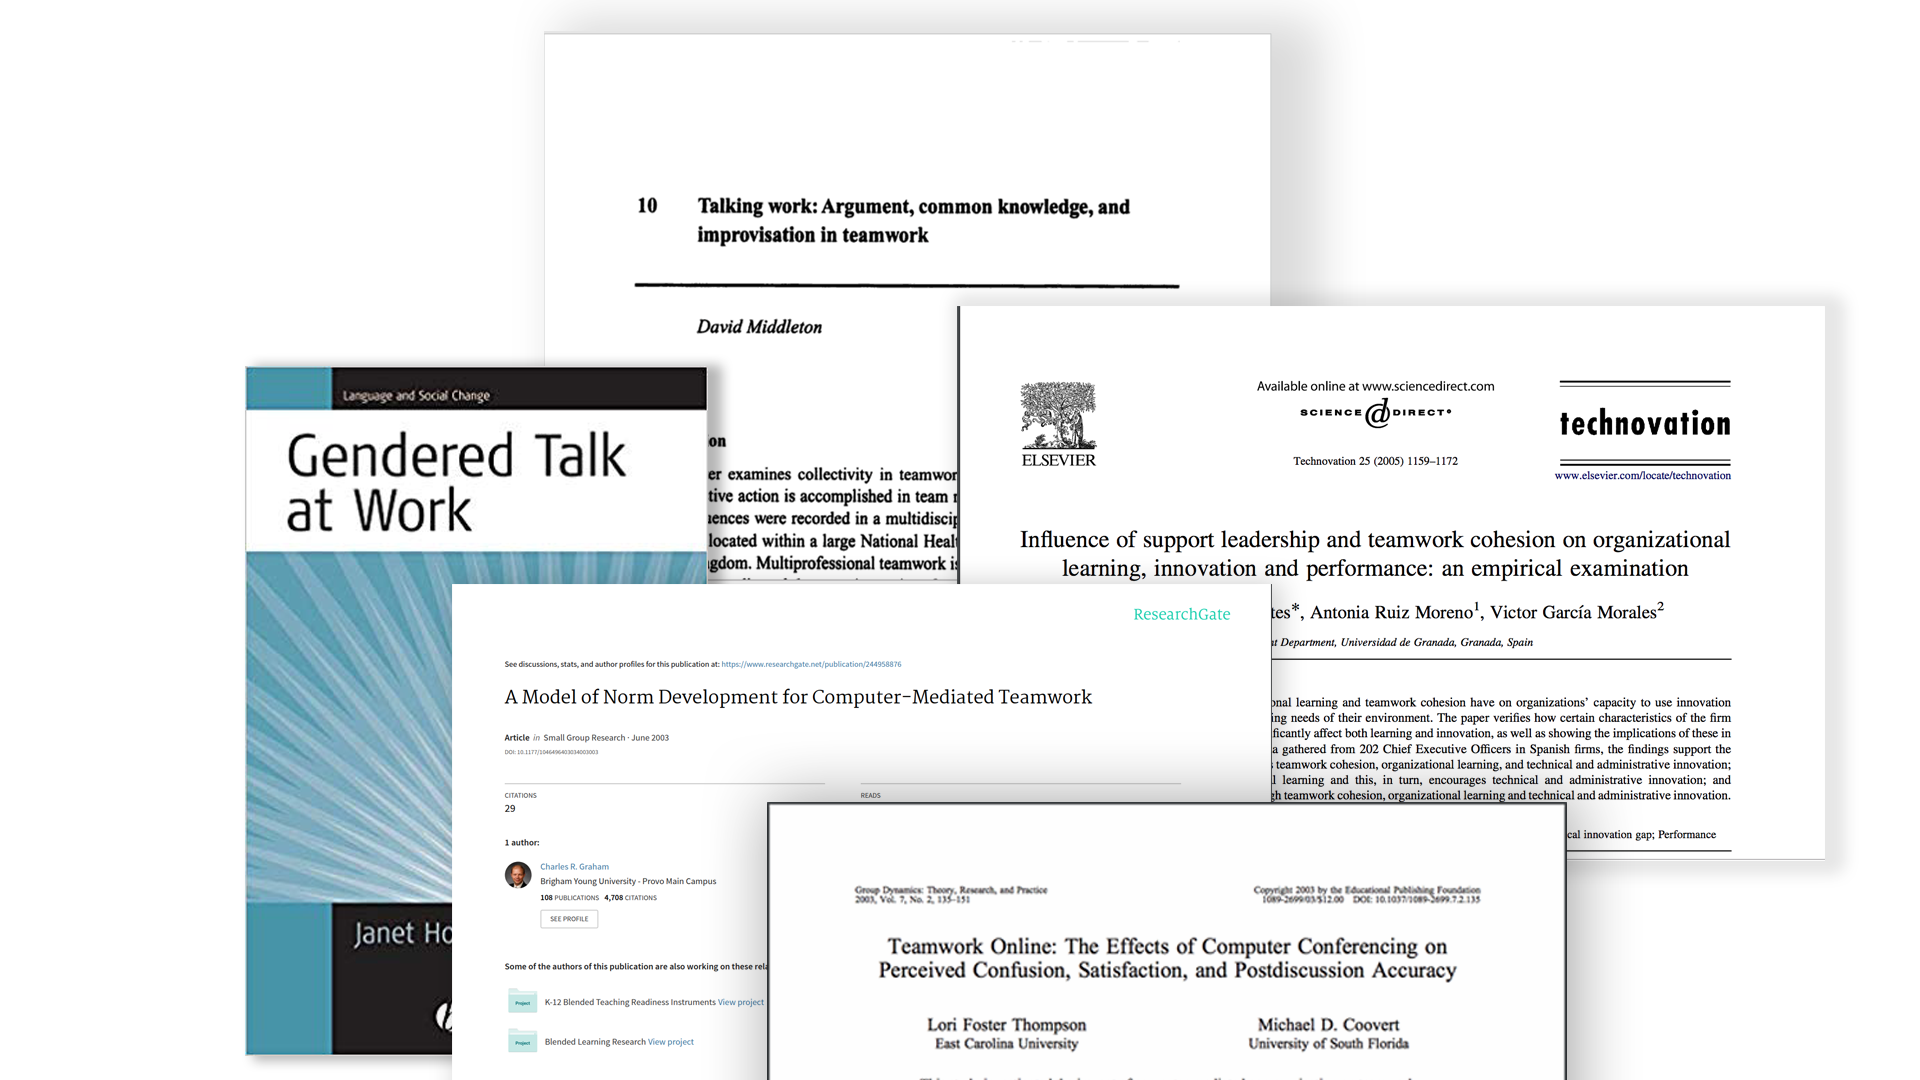 10 Talking work: Argument, common knowledge, and
improvisation in teamwork
David Middleton
on
er examines collectivity in teamwor
tive action is accomplished in team
ences were recorded in a multidiscip
located within a large National Heal
gdom. Multiprofessional teamwork is
Language and Social Change
Gendered Talk
at Work
Janet Ho
ELSEVIER
Available online at www.sciencedirect.com
SCIENCE @ DIRECT®
Technovation 25 (2005) 1159–1172
technovation
www.elsevier.com/locate/technovation
Influence of support leadership and teamwork cohesion on organizational
learning, innovation and performance: an empirical examination
tes*, Antonia Ruiz Moreno1, Victor García Morales2
t Department, Universidad de Granada, Granada, Spain
onal learning and teamwork cohesion have on organizations' capacity to use innovation
ing needs of their environment. The paper verifies how certain characteristics of the firm
ficantly affect both learning and innovation, as well as showing the implications of these in
a gathered from 202 Chief Executive Officers in Spanish firms, the findings support the
teamwork cohesion, organizational learning, and technical and administrative innovation;
l learning and this, in turn, encourages technical and administrative innovation; and
gh teamwork cohesion, organizational learning and technical and administrative innovation.
cal innovation gap; Performance
ResearchGate
See discussions, stats, and author profiles for this publication at: https://www.researchgate.net/publication/244958876
A Model of Norm Development for Computer-Mediated Teamwork
Article in Small Group Research · June 2003
DOI: 10.1177/1046496403034003003
CITATIONS
29
READS
1 author:
Charles R. Graham
Brigham Young University - Provo Main Campus
108 PUBLICATIONS 4,708 CITATIONS
SEE PROFILE
Some of the authors of this publication are also working on these rela
Project K-12 Blended Teaching Readiness Instruments View project
Project Blended Learning Research View project
Group Dynamics: Theory, Research, and Practice
2003, Vol. 7, No. 2, 135–151
Copyright 2003 by the Educational Publishing Foundation
1089-2699/03/$12.00 DOI: 10.1037/1089-2699.7.2.135
Teamwork Online: The Effects of Computer Conferencing on
Perceived Confusion, Satisfaction, and Postdiscussion Accuracy
Lori Foster Thompson
East Carolina University
Michael D. Coovert
University of South Florida